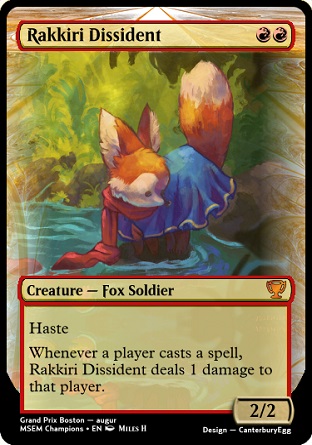 Rakkiri Dissident
Creature — Fox Soldier
Haste
Whenever a player casts a spell,
Rakkiri Dissident deals 1 damage to
that player.
2/2
Grand Prix Boston — augur
MSEM Champions • EN Miles H
Design — CanterburyEgg